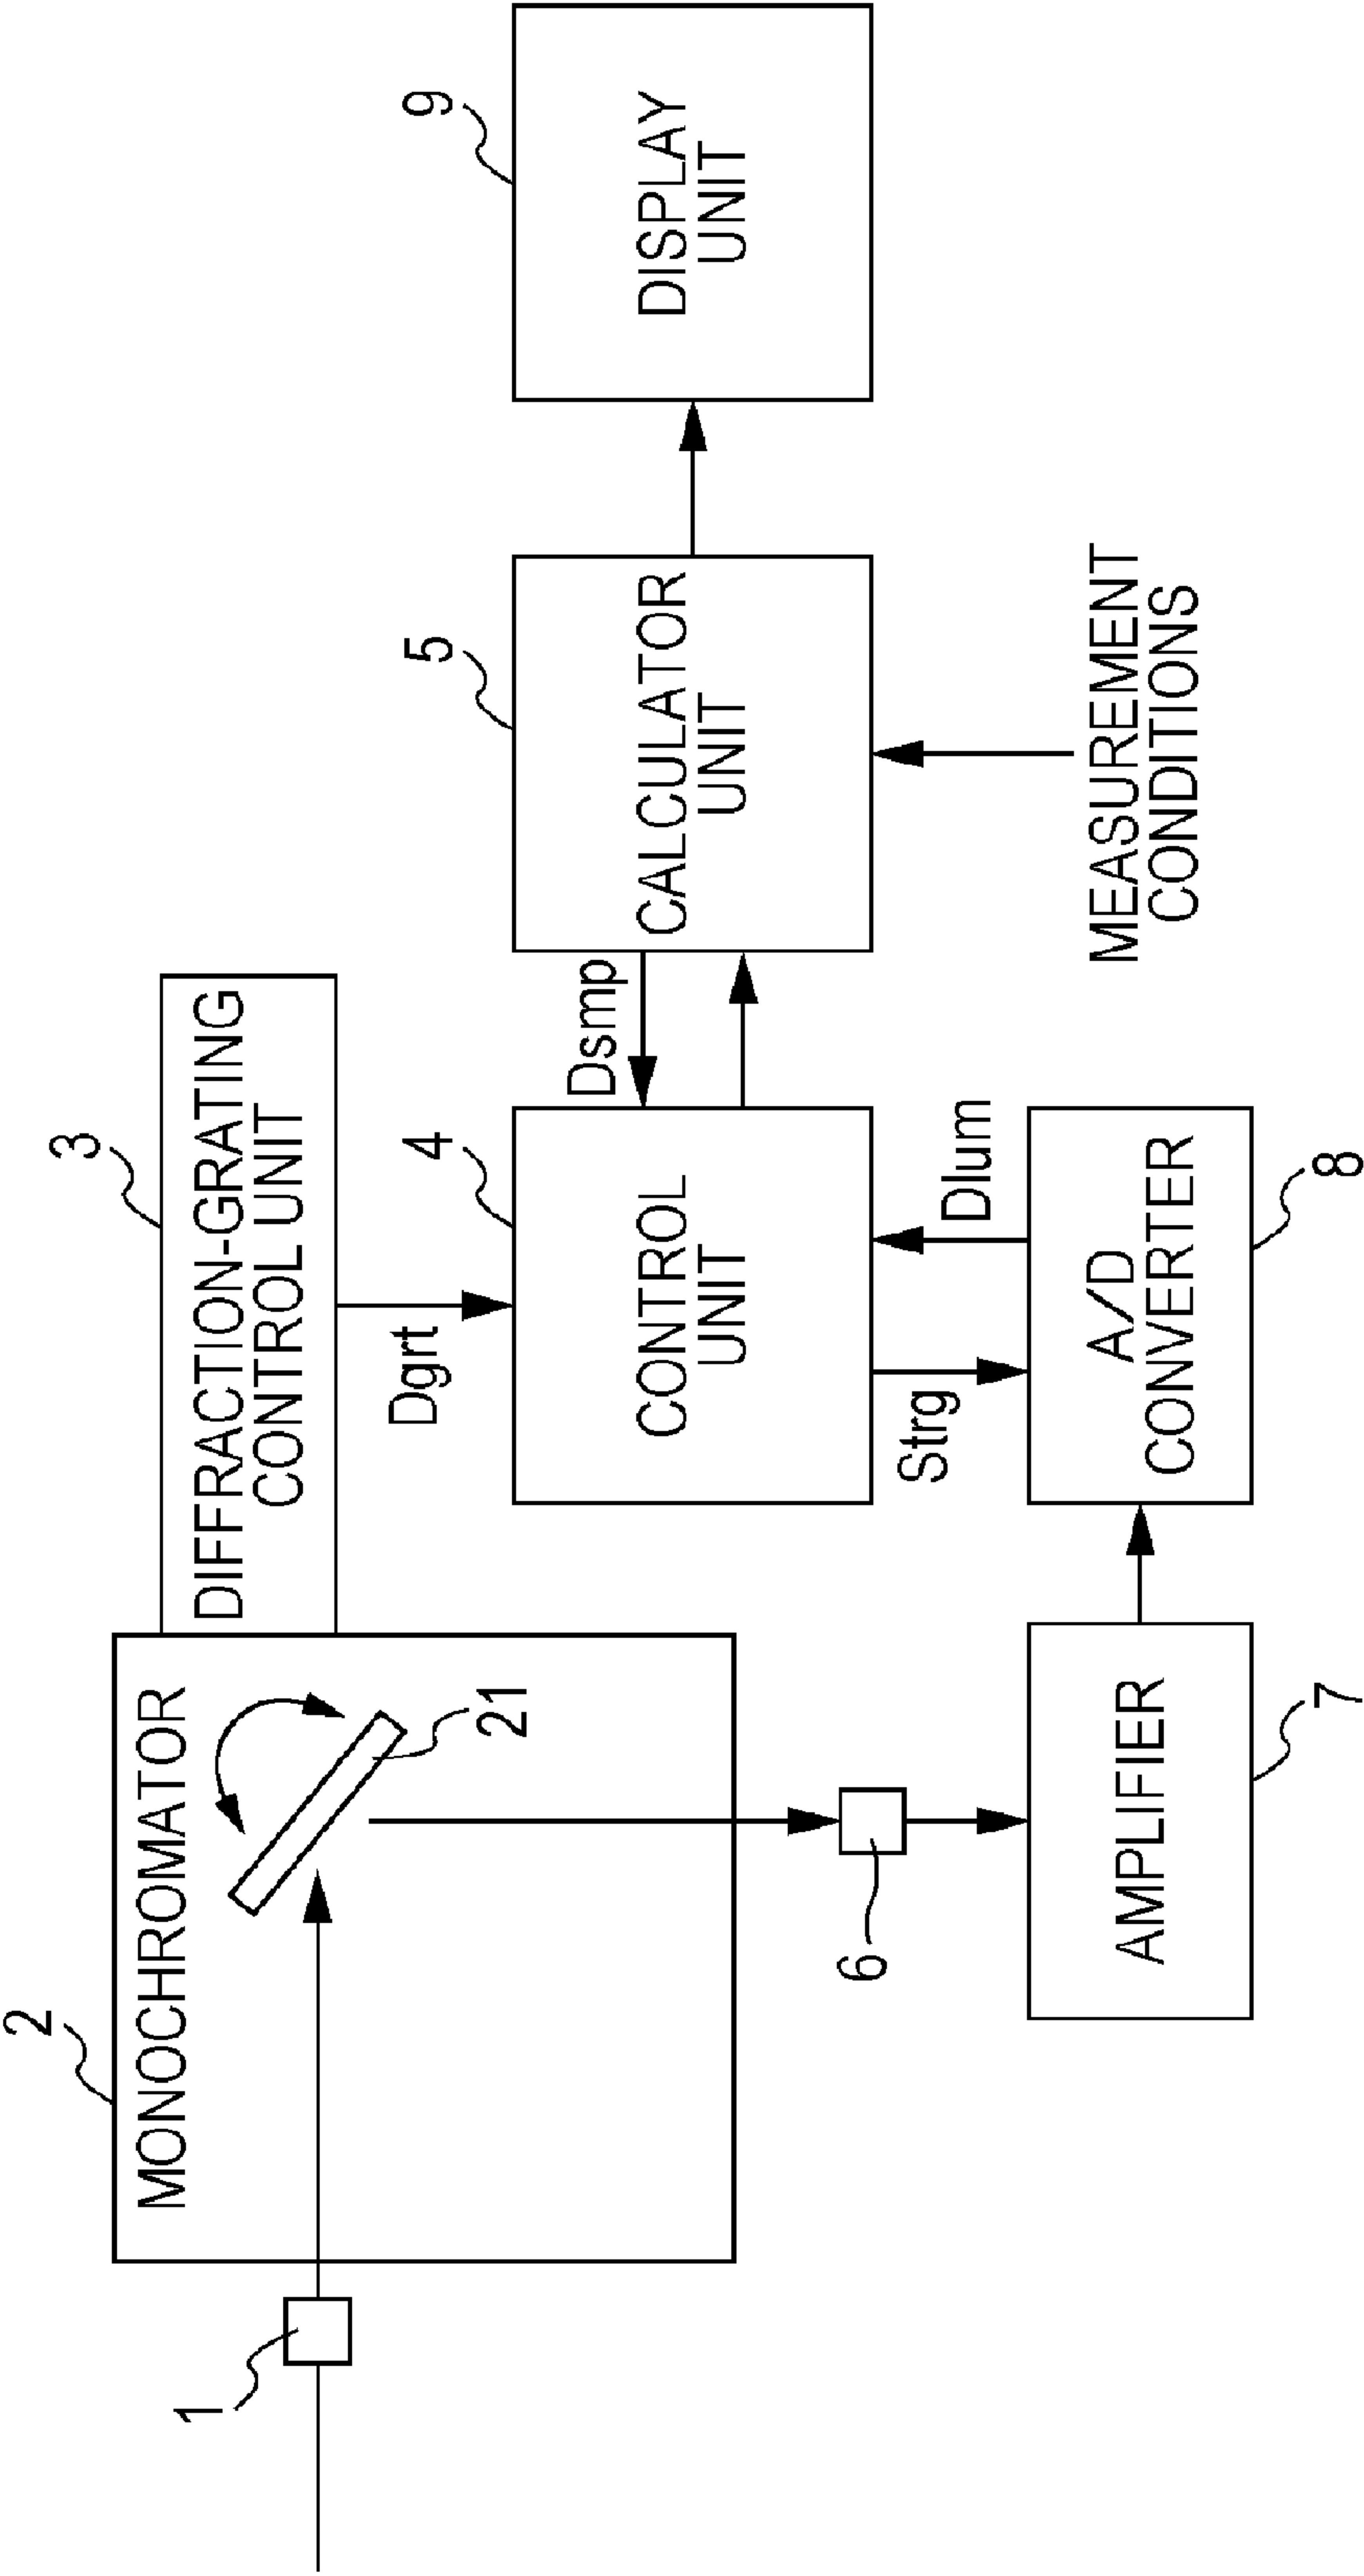 2
MONOCHROMATOR
1
21
3
DIFFRACTION-GRATING
CONTROL UNIT
Dgrt
4
CONTROL
UNIT
Dsmp
5
CALCULATOR
UNIT
9
DISPLAY
UNIT
Strg
Dlum
MEASUREMENT
CONDITIONS
6
AMPLIFIER
7
A/D
CONVERTER
8